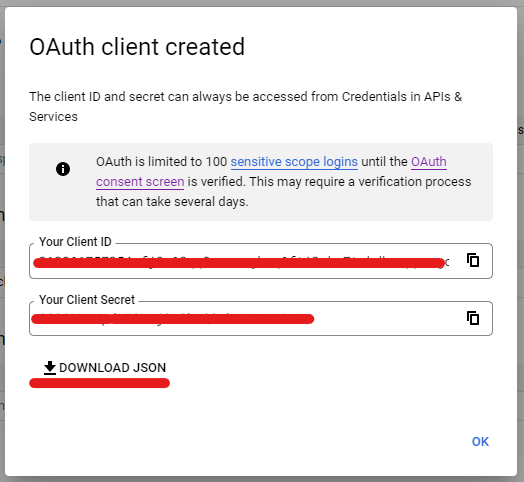 OAuth client created
The client ID and secret can always be accessed from Credentials in APIs &
Services
OAuth is limited to 100 sensitive scope logins until the OAuth
consent screen is verified. This may require a verification process
that can take several days.
Your Client ID
Your Client Secret
DOWNLOAD JSON
OK